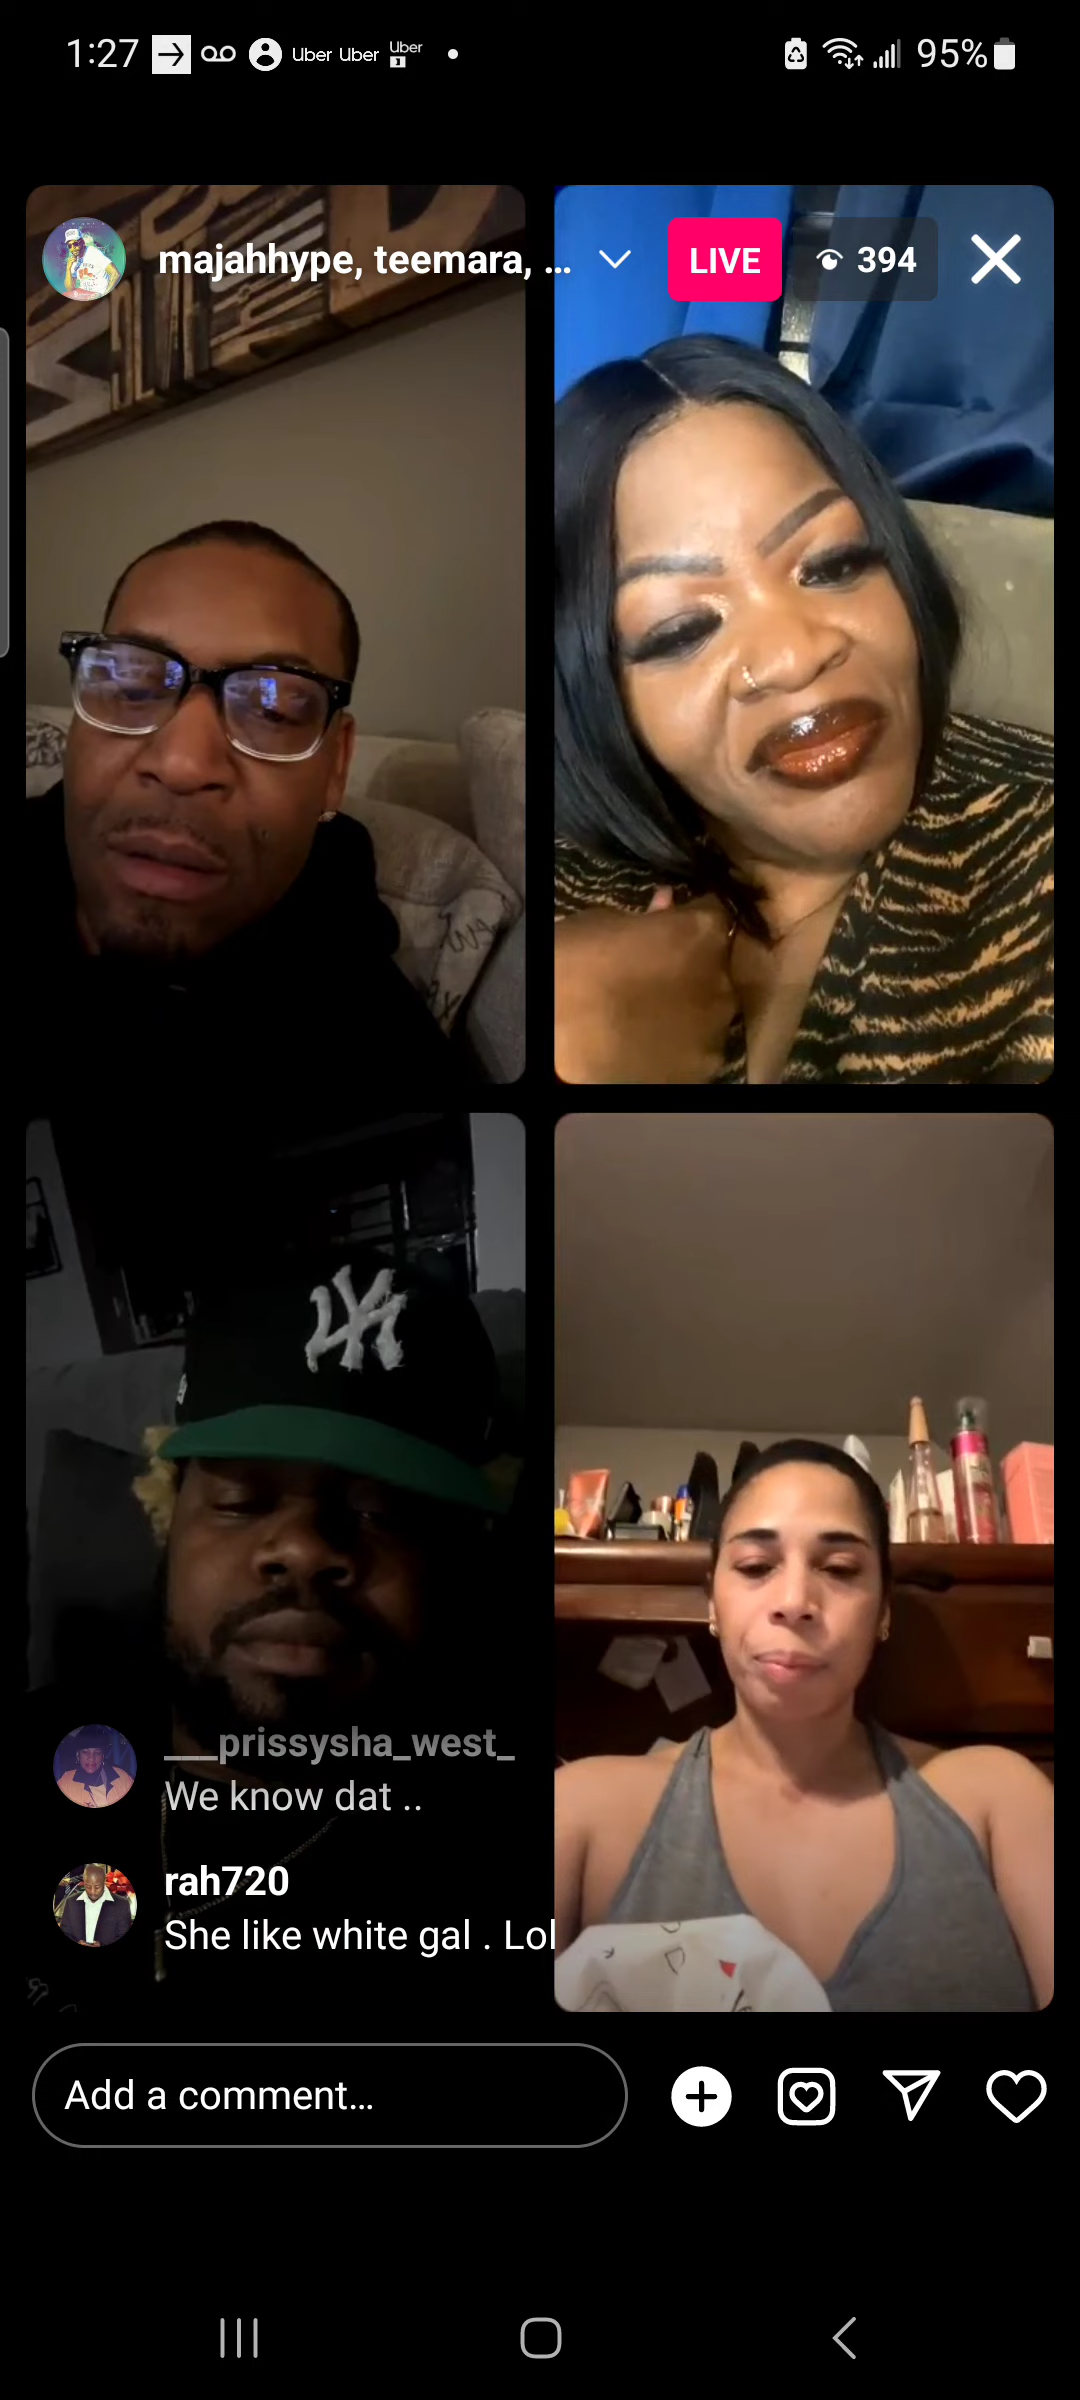 1:27 Uber Uber Uber 95%
majahhype, teemara, ... LIVE 394
___prissysha_west_
We know dat ..
rah720
She like white gal . Lol
Add a comment...